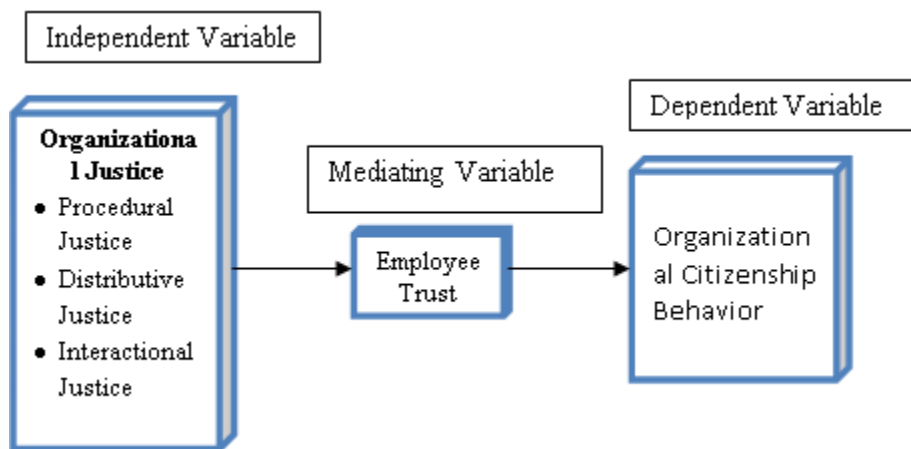 Independent Variable
Organizationa
l Justice
● Procedural
Justice
● Distributive
Justice
● Interactional
Justice
Mediating Variable
Employee
Trust
Dependent Variable
Organization
al Citizenship
Behavior